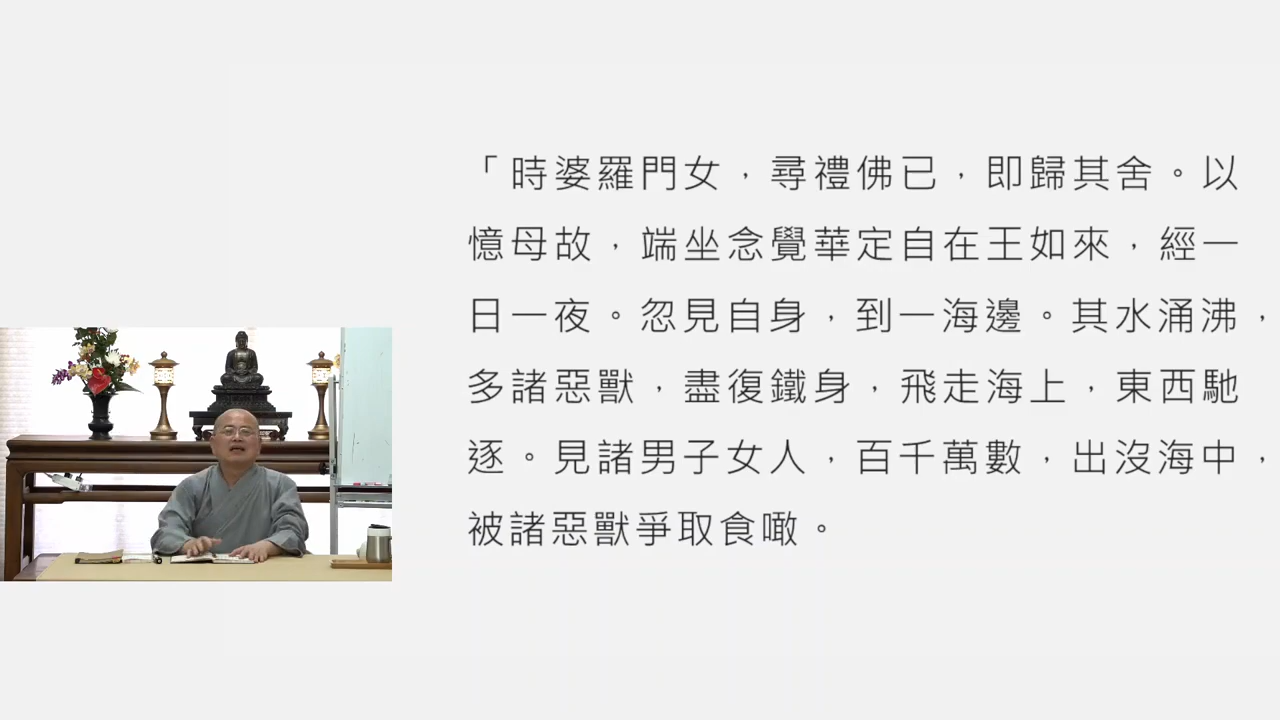 「時婆羅門女，尋禮佛已，即歸其舍。以
憶母故，端坐念覺華定自在王如來，經一
日一夜。忽見自身，到一海邊。其水涌沸，
多諸惡獸，盡復鐵身，飛走海上，東西馳
逐。見諸男子女人，百千萬數，出沒海中，
被諸惡獸爭取食噉。